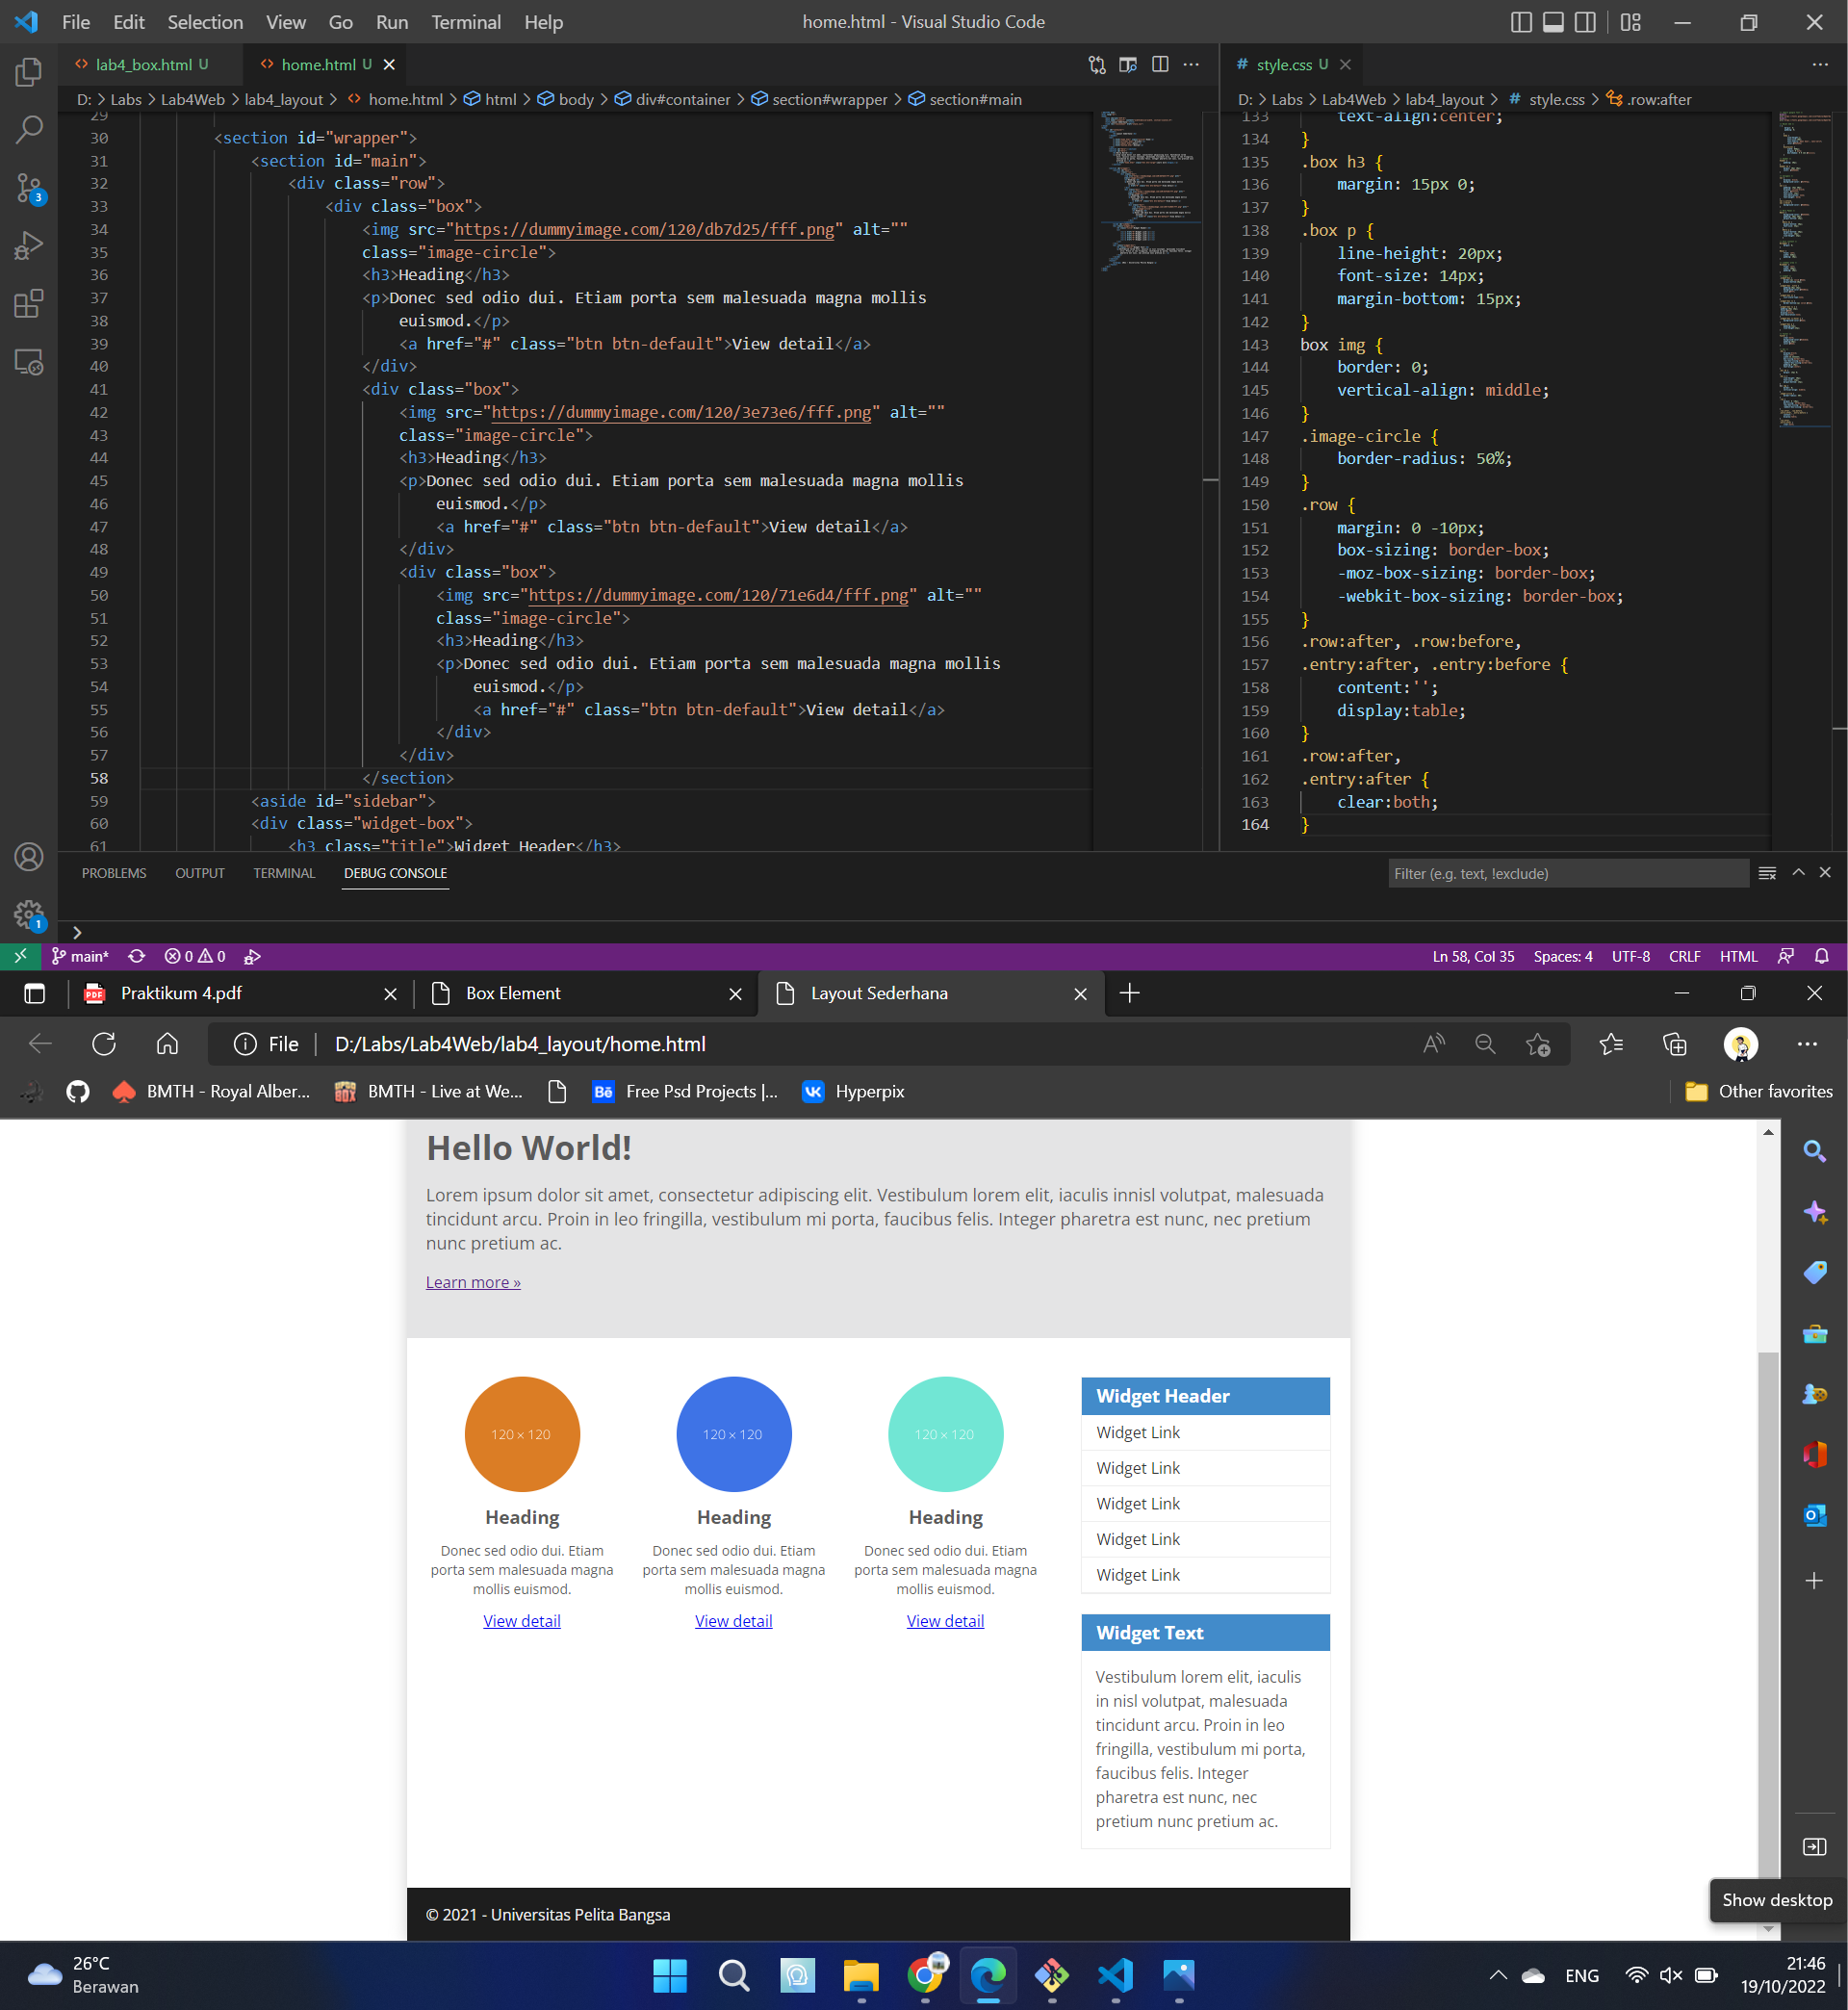 File Edit Selection View Go Run Terminal Help
home.html - Visual Studio Code
lab4_box.html U
home.html U
D: > Labs > Lab4Web > lab4_layout > home.html > html > body > div#container > section#wrapper > section#main
29
30 <section id="wrapper">
31 <section id="main">
32 <div class="row">
33 <div class="box">
34 <img src="https://dummyimage.com/120/db7d25/fff.png" alt=""
35 class="image-circle">
36 <h3>Heading</h3>
37 <p>Donec sed odio dui. Etiam porta sem malesuada magna mollis
38 euismod.</p>
39 <a href="#" class="btn btn-default">View detail</a>
40 </div>
41 <div class="box">
42 <img src="https://dummyimage.com/120/3e73e6/fff.png" alt=""
43 class="image-circle">
44 <h3>Heading</h3>
45 <p>Donec sed odio dui. Etiam porta sem malesuada magna mollis
46 euismod.</p>
47 <a href="#" class="btn btn-default">View detail</a>
48 </div>
49 <div class="box">
50 <img src="https://dummyimage.com/120/71e6d4/fff.png" alt=""
51 class="image-circle">
52 <h3>Heading</h3>
53 <p>Donec sed odio dui. Etiam porta sem malesuada magna mollis
54 euismod.</p>
55 <a href="#" class="btn btn-default">View detail</a>
56 </div>
57 </div>
58 </section>
59 <aside id="sidebar">
60 <div class="widget-box">
61 <h3 class="title">Widget Header</h3>
# style.css U
D: > Labs > Lab4Web > lab4_layout > # style.css > .row:after
133 text-align:center;
134 }
135 .box h3 {
136 margin: 15px 0;
137 }
138 .box p {
139 line-height: 20px;
140 font-size: 14px;
141 margin-bottom: 15px;
142 }
143 box img {
144 border: 0;
145 vertical-align: middle;
146 }
147 .image-circle {
148 border-radius: 50%;
149 }
150 .row {
151 margin: 0 -10px;
152 box-sizing: border-box;
153 -moz-box-sizing: border-box;
154 -webkit-box-sizing: border-box;
155 }
156 .row:after, .row:before,
157 .entry:after, .entry:before {
158 content:'';
159 display:table;
160 }
161 .row:after,
162 .entry:after {
163 clear:both;
164 }
PROBLEMS OUTPUT TERMINAL DEBUG CONSOLE
Filter (e.g. text, !exclude)
3
1
main* 0 0
Ln 58, Col 35 Spaces: 4 UTF-8 CRLF HTML
PDF Praktikum 4.pdf
Box Element
Layout Sederhana
File D:/Labs/Lab4Web/lab4_layout/home.html
BMTH - Royal Alber... BMTH - Live at We... Bē Free Psd Projects |... Hyperpix
Other favorites
Hello World!
Lorem ipsum dolor sit amet, consectetur adipiscing elit. Vestibulum lorem elit, iaculis innisl volutpat, malesuada
tincidunt arcu. Proin in leo fringilla, vestibulum mi porta, faucibus felis. Integer pharetra est nunc, nec pretium
nunc pretium ac.
Learn more »
120 × 120
Heading
Donec sed odio dui. Etiam
porta sem malesuada magna
mollis euismod.
View detail
120 × 120
Heading
Donec sed odio dui. Etiam
porta sem malesuada magna
mollis euismod.
View detail
120 × 120
Heading
Donec sed odio dui. Etiam
porta sem malesuada magna
mollis euismod.
View detail
Widget Header
Widget Link
Widget Link
Widget Link
Widget Link
Widget Link
Widget Text
Vestibulum lorem elit, iaculis
in nisl volutpat, malesuada
tincidunt arcu. Proin in leo
fringilla, vestibulum mi porta,
faucibus felis. Integer
pharetra est nunc, nec
pretium nunc pretium ac.
© 2021 - Universitas Pelita Bangsa
Show desktop
26°C
Berawan
ENG
21:46
19/10/2022